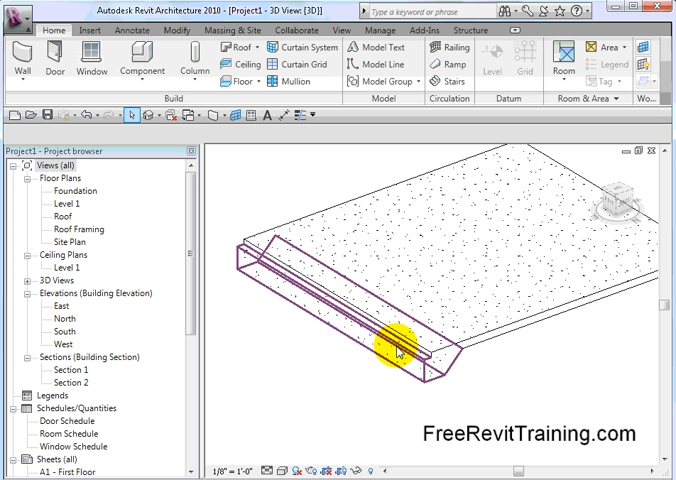 Autodesk Revit Architecture 2010 - [Project1 - 3D View: {3D}]
Type a keyword or phrase
Home Insert Annotate Modify Massing & Site Collaborate View Manage Add-Ins Structure
Wall Door Window Component Column
Roof Curtain System
Ceiling Curtain Grid
Floor Mullion
Model Text
Model Line
Model Group
Railing
Ramp
Stairs
Level Grid
Room
Area
Legend
Tag
Build Model Circulation Datum Room & Area Wo...
Project1 - Project browser
Views (all)
Floor Plans
Foundation
Level 1
Roof
Roof Framing
Site Plan
Ceiling Plans
Level 1
3D Views
Elevations (Building Elevation)
East
North
South
West
Sections (Building Section)
Section 1
Section 2
Legends
Schedules/Quantities
Door Schedule
Room Schedule
Window Schedule
Sheets (all)
A1 - First Floor
FreeRevitTraining.com
1/8" = 1'-0"